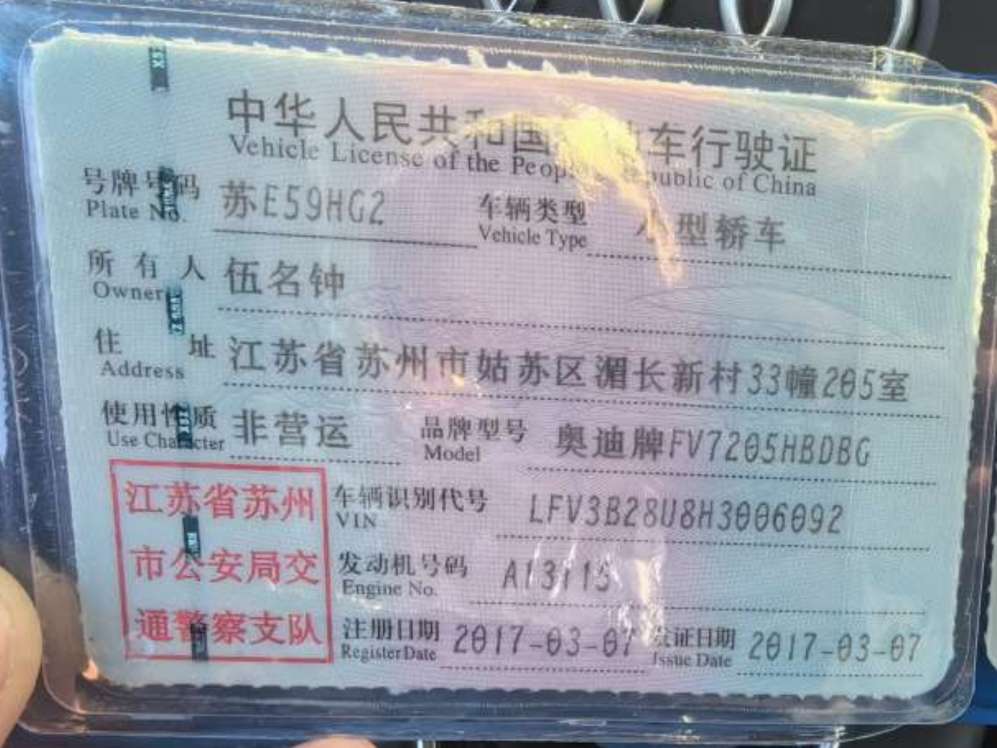 中华人民共和国机动车行驶证
Vehicle License of the People's Republic of China
号牌号码 苏E59HG2 车辆类型 小型轿车
Plate No. Vehicle Type
所有人 伍名钟
Owner
住址 江苏省苏州市姑苏区湄长新村33幢205室
Address
使用性质 非营运 品牌型号 奥迪牌FV7205HBDBG
Use Character Model
江苏省苏州 车辆识别代号 LFV3B28U8H3006092
VIN
市公安局交 发动机号码 A13115
Engine No.
通警察支队 注册日期 2017-03-07 发证日期 2017-03-07
Register Date Issue Date